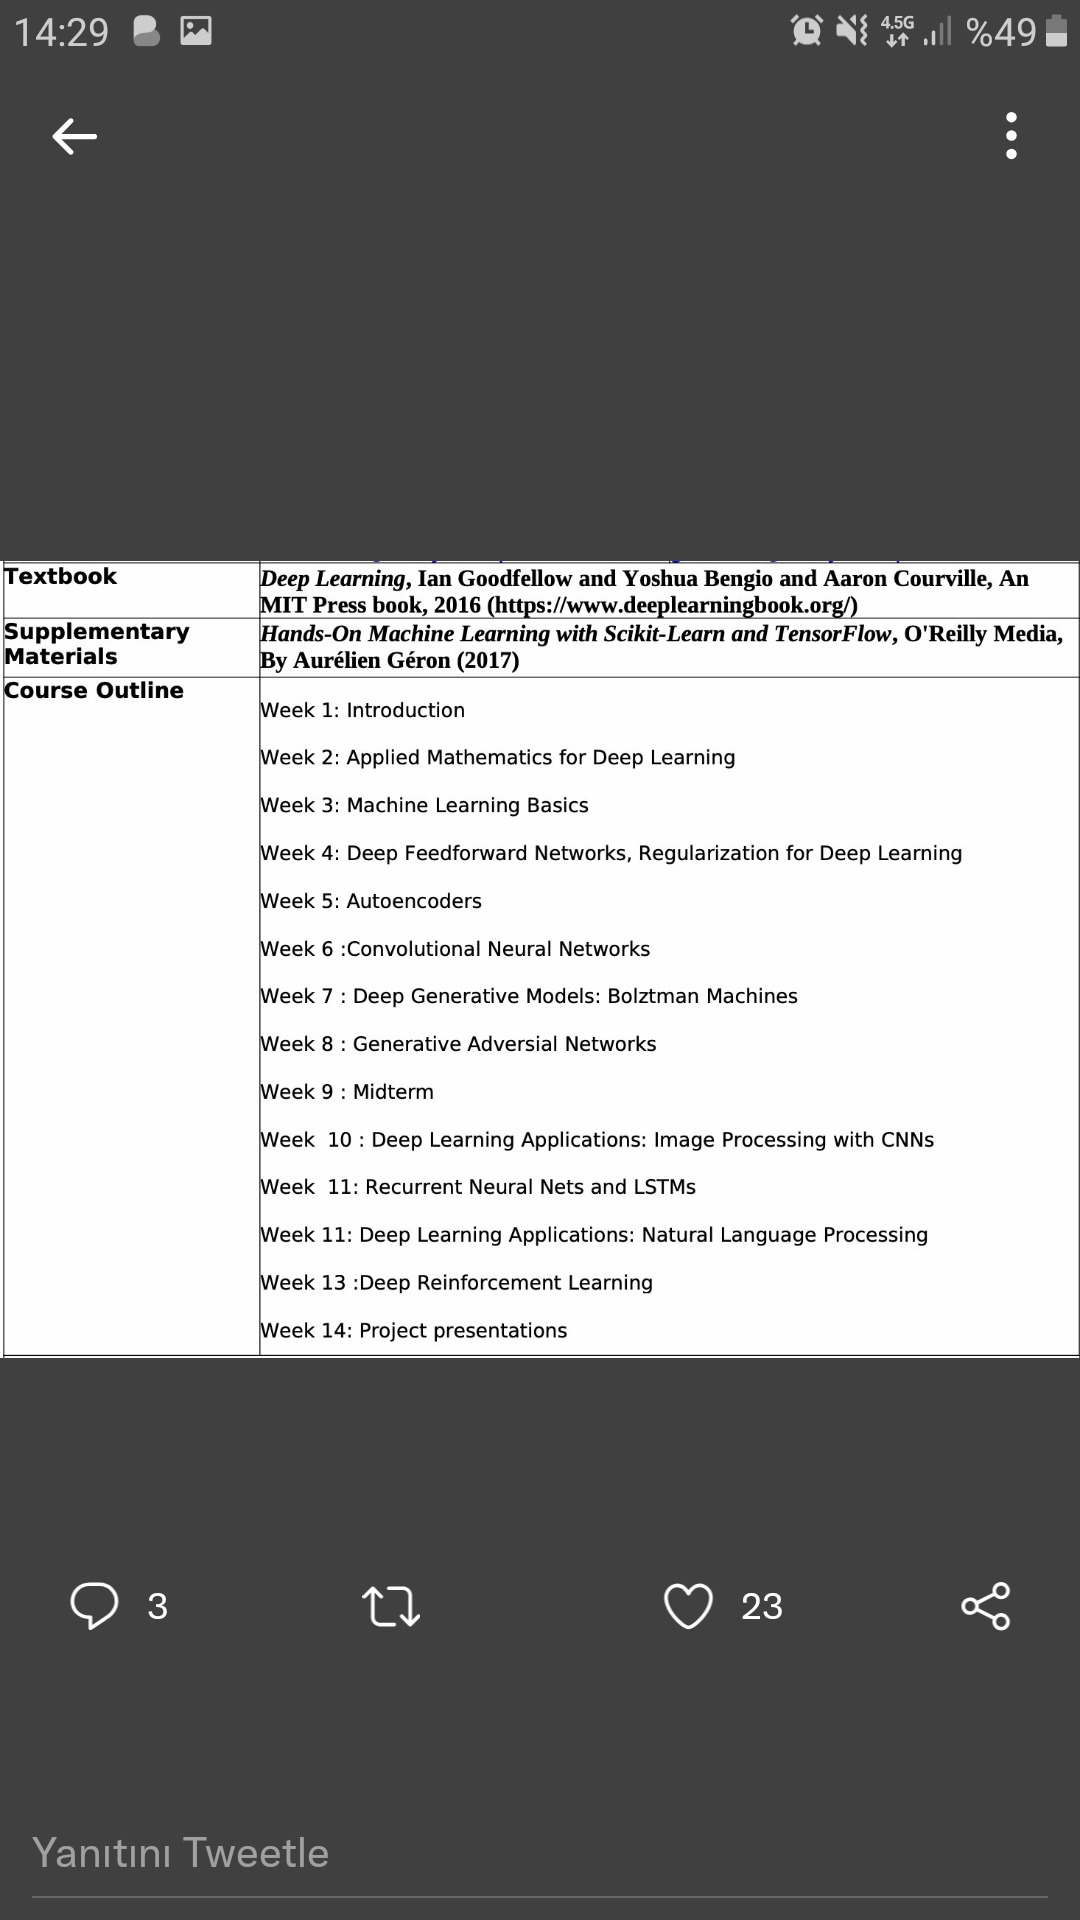 14:29
4.5G
%49
Textbook
Deep Learning, Ian Goodfellow and Yoshua Bengio and Aaron Courville, An
MIT Press book, 2016 (https://www.deeplearningbook.org/)
Supplementary
Materials
Hands-On Machine Learning with Scikit-Learn and TensorFlow, O'Reilly Media,
By Aurélien Géron (2017)
Course Outline
Week 1: Introduction
Week 2: Applied Mathematics for Deep Learning
Week 3: Machine Learning Basics
Week 4: Deep Feedforward Networks, Regularization for Deep Learning
Week 5: Autoencoders
Week 6 :Convolutional Neural Networks
Week 7 : Deep Generative Models: Bolztman Machines
Week 8 : Generative Adversial Networks
Week 9 : Midterm
Week  10 : Deep Learning Applications: Image Processing with CNNs
Week  11: Recurrent Neural Nets and LSTMs
Week 11: Deep Learning Applications: Natural Language Processing
Week 13 :Deep Reinforcement Learning
Week 14: Project presentations
3
23
Yanıtını Tweetle